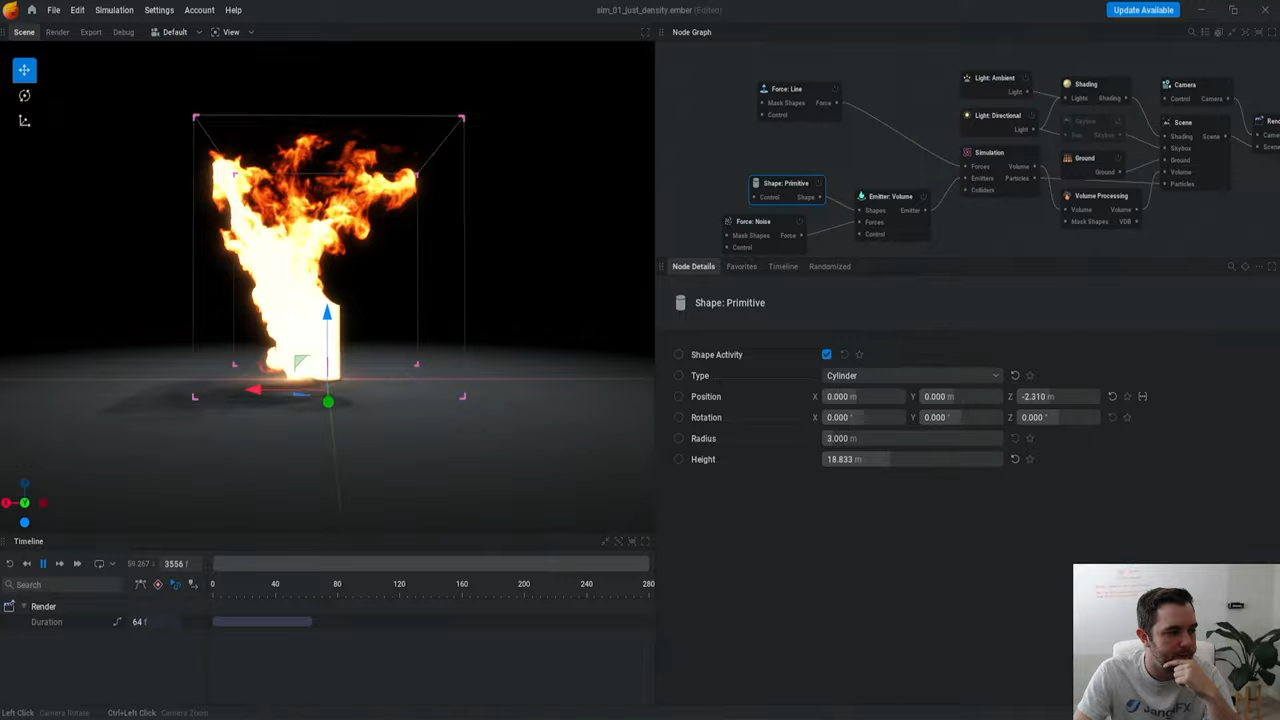 File Edit Simulation Settings Account Help
sim_01_just_density.ember (Edited)
Update Available
Scene Render Export Debug
Default
View
Node Graph
Force: Line
Mask Shapes Force
Control
Shape: Primitive
Control Shape
Force: Noise
Mask Shapes Force
Control
Emitter: Volume
Shapes Emitter
Forces
Control
Light: Ambient
Light
Light: Directional
Light
Simulation
Forces Volume
Emitters Particles
Colliders
Shading
Lights Shading
Skybox
Skybox
Ground
Ground
Volume Processing
Volume Volume
Mask Shapes VDB
Camera
Control Camera
Scene
Shading Scene
Skybox
Ground
Volume
Particles
Node Details Favorites Timeline Randomized
Shape: Primitive
Shape Activity
Type Cylinder
Position X 0.000 m Y 0.000 m Z -2.310 m
Rotation X 0.000 ° Y 0.000 ° Z 0.000 °
Radius 3.000 m
Height 18.833 m
X Y
Timeline
59.267 s 3556 f
Search
0 40 80 120 160 200 240 280
Render
Duration 64 f
Left Click Camera Rotate Ctrl+Left Click Camera Zoom